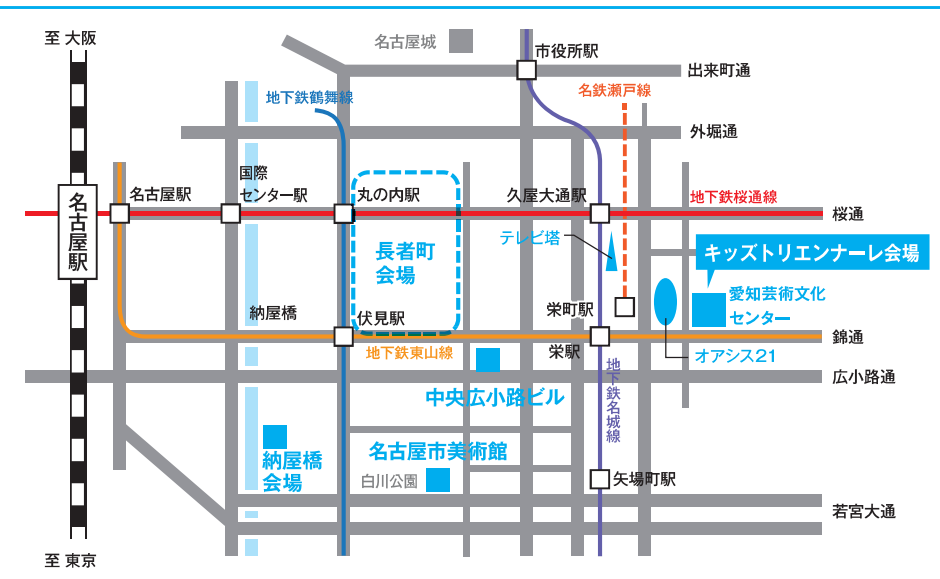 至 大阪
名古屋城
市役所駅
出来町通
地下鉄鶴舞線
名鉄瀬戸線
外堀通
国際
センター駅
名古屋駅
丸の内駅
久屋大通駅
地下鉄桜通線
桜通
名古屋駅
テレビ塔
キッズトリエンナーレ会場
長者町
会場
愛知芸術文化
センター
納屋橋
伏見駅
栄町駅
錦通
地下鉄東山線
栄駅
オアシス21
広小路通
地下鉄名城線
中央広小路ビル
名古屋市美術館
納屋橋
会場
白川公園
矢場町駅
若宮大通
至 東京